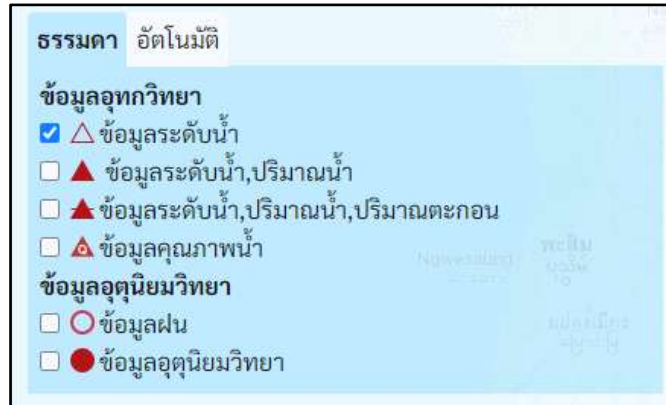 ธรรมดา อัตโนมัติ
ข้อมูลอุทกวิทยา
ข้อมูลระดับน้ำ
ข้อมูลระดับน้ำ,ปริมาณน้ำ
ข้อมูลระดับน้ำ,ปริมาณน้ำ,ปริมาณตะกอน
Q ข้อมูลคุณภาพน้ำ
Ngwesaung
พะสิม
ข้อมูลอุตุนิยมวิทยา
ข้อมูลฝน
ข้อมูลอุตุนิยมวิทยา